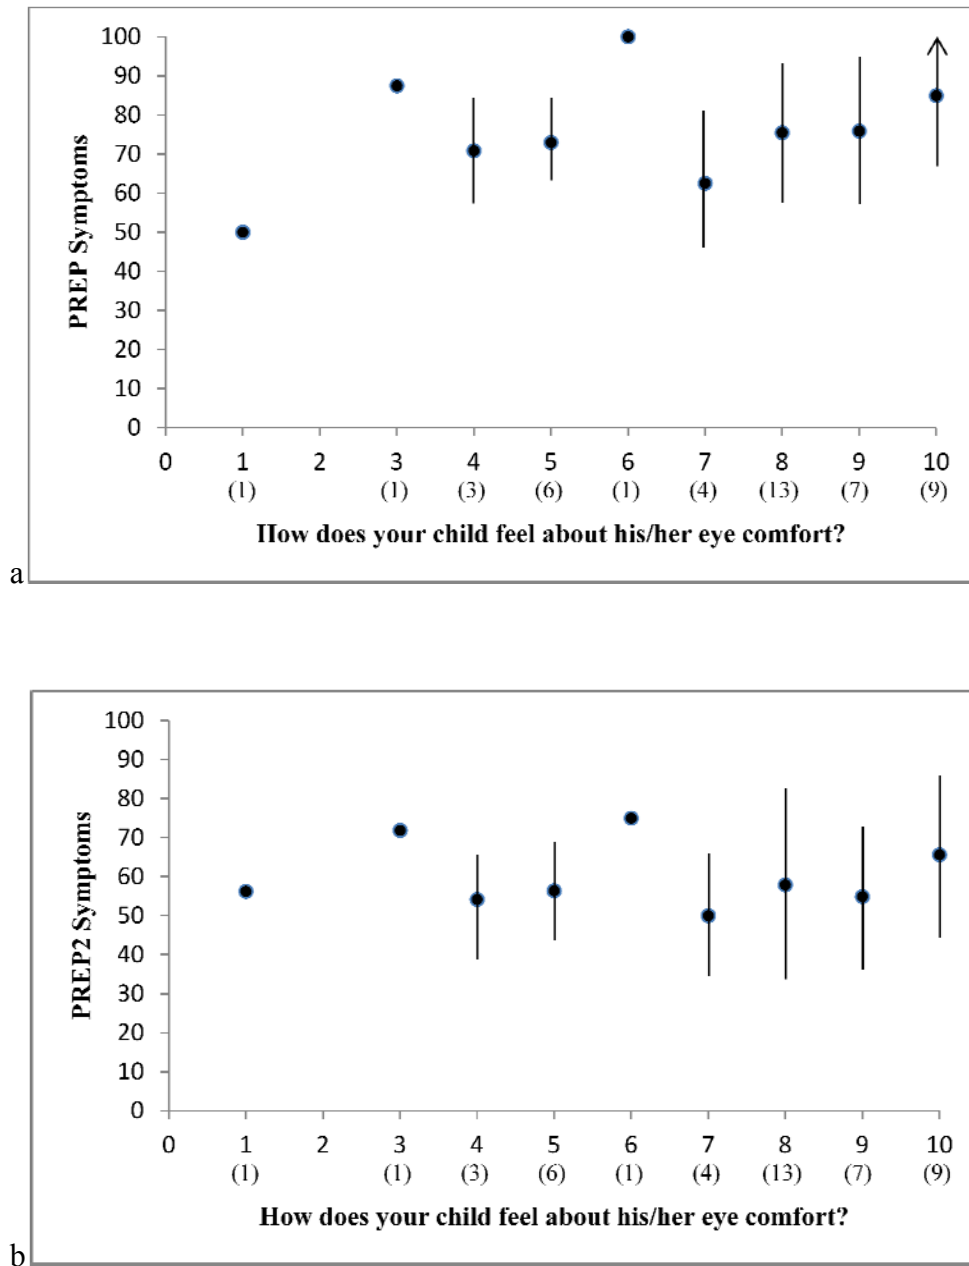 100
90
80
70
60
50
40
30
20
10
0
PREP Symptoms
0 1 2 3 4 5 6 7 8 9 10
(1) (1) (3) (6) (1) (4) (13) (7) (9)
How does your child feel about his/her eye comfort?
a
100
90
80
70
60
50
40
30
20
10
0
PREP2 Symptoms
0 1 2 3 4 5 6 7 8 9 10
(1) (1) (3) (6) (1) (4) (13) (7) (9)
How does your child feel about his/her eye comfort?
b